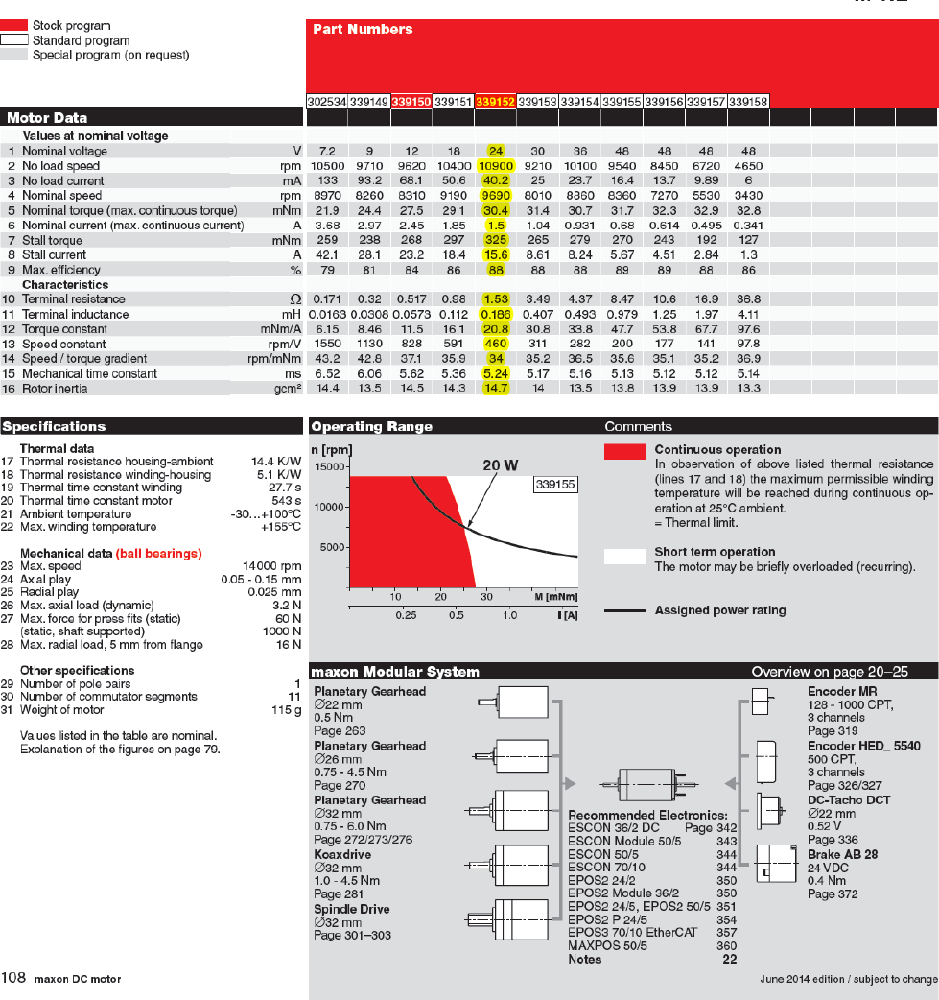 Stock program
Standard program
Special program (on request)
Part Numbers
302534 339149 339150 339151 339152 339153 339154 339155 339156 339157 339158
Motor Data
Values at nominal voltage
1 Nominal voltage V 7.2 9 12 18 24 30 36 48 48 48 48
2 No load speed rpm 10500 9710 9620 10400 10900 9210 10100 9540 8450 6720 4650
3 No load current mA 133 93.2 68.1 50.6 40.2 25 23.7 16.4 13.7 9.89 6
4 Nominal speed rpm 8970 8260 8310 9190 9690 8010 8860 8360 7270 5530 3430
5 Nominal torque (max. continuous torque) mNm 21.9 24.4 27.5 29.1 30.4 31.4 30.7 31.7 32.3 32.9 32.8
6 Nominal current (max. continuous current) A 3.68 2.97 2.45 1.85 1.5 1.04 0.931 0.68 0.614 0.495 0.341
7 Stall torque mNm 259 238 268 297 325 265 279 270 243 192 127
8 Stall current A 42.1 28.1 23.2 18.4 15.6 8.61 8.24 5.67 4.51 2.84 1.3
9 Max. efficiency % 79 81 84 86 88 88 88 89 89 88 86
Characteristics
10 Terminal resistance Ω 0.171 0.32 0.517 0.98 1.53 3.49 4.37 8.47 10.6 16.9 36.8
11 Terminal inductance mH 0.0163 0.0308 0.0573 0.112 0.186 0.407 0.493 0.979 1.25 1.97 4.11
12 Torque constant mNm/A 6.15 8.46 11.5 16.1 20.8 30.8 33.8 47.7 53.8 67.7 97.6
13 Speed constant rpm/V 1550 1130 828 591 460 311 282 200 177 141 97.8
14 Speed / torque gradient rpm/mNm 43.2 42.8 37.1 35.9 34 35.2 36.5 35.6 35.1 35.2 36.9
15 Mechanical time constant ms 6.52 6.06 5.62 5.36 5.24 5.17 5.16 5.13 5.12 5.12 5.14
16 Rotor inertia gcm² 14.4 13.5 14.5 14.3 14.7 14 13.5 13.8 13.9 13.9 13.3
Specifications
Thermal data
17 Thermal resistance housing-ambient 14.4 K/W
18 Thermal resistance winding-housing 5.1 K/W
19 Thermal time constant winding 27.7 s
20 Thermal time constant motor 543 s
21 Ambient temperature -30...+100°C
22 Max. winding temperature +155°C
Mechanical data (ball bearings)
23 Max. speed 14000 rpm
24 Axial play 0.05 - 0.15 mm
25 Radial play 0.025 mm
26 Max. axial load (dynamic) 3.2 N
27 Max. force for press fits (static) 60 N
(static, shaft supported) 1000 N
28 Max. radial load, 5 mm from flange 16 N
Other specifications
29 Number of pole pairs 1
30 Number of commutator segments 11
31 Weight of motor 115 g
Values listed in the table are nominal.
Explanation of the figures on page 79.
Operating Range
n [rpm]
15000
10000
5000
20 W
339155
10 20 30 M [mNm]
0.25 0.5 1.0 I [A]
Comments
Continuous operation
In observation of above listed thermal resistance
(lines 17 and 18) the maximum permissible winding
temperature will be reached during continuous op-
eration at 25°C ambient.
= Thermal limit.
Short term operation
The motor may be briefly overloaded (recurring).
Assigned power rating
maxon Modular System
Overview on page 20–25
Planetary Gearhead
∅22 mm
0.5 Nm
Page 263
Planetary Gearhead
∅26 mm
0.75 - 4.5 Nm
Page 270
Planetary Gearhead
∅32 mm
0.75 - 6.0 Nm
Page 272/273/276
Koaxdrive
∅32 mm
1.0 - 4.5 Nm
Page 281
Spindle Drive
∅32 mm
Page 301–303
Recommended Electronics:
ESCON 36/2 DC Page 342
ESCON Module 50/5 343
ESCON 50/5 344
ESCON 70/10 344
EPOS2 24/2 350
EPOS2 Module 36/2 350
EPOS2 24/5, EPOS2 50/5 351
EPOS2 P 24/5 354
EPOS3 70/10 EtherCAT 357
MAXPOS 50/5 360
Notes 22
Encoder MR
128 - 1000 CPT,
3 channels
Page 319
Encoder HED_ 5540
500 CPT,
3 channels
Page 326/327
DC-Tacho DCT
∅22 mm
0.52 V
Page 336
Brake AB 28
24 VDC
0.4 Nm
Page 372
108 maxon DC motor
June 2014 edition / subject to change